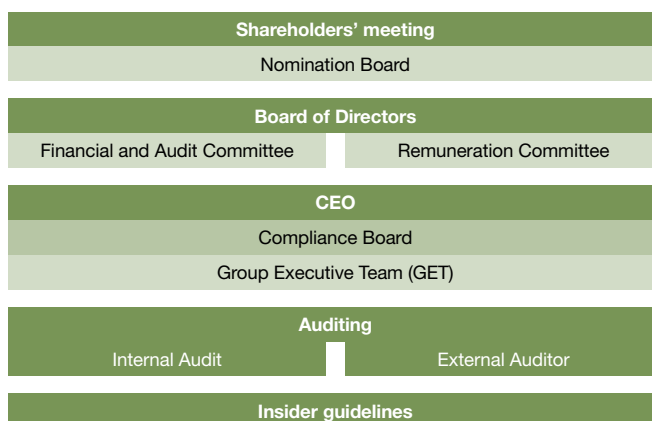 Shareholders’ meeting
Nomination Board
Board of Directors
Financial and Audit Committee
Remuneration Committee
CEO
Compliance Board
Group Executive Team (GET)
Auditing
Internal Audit
External Auditor
Insider guidelines